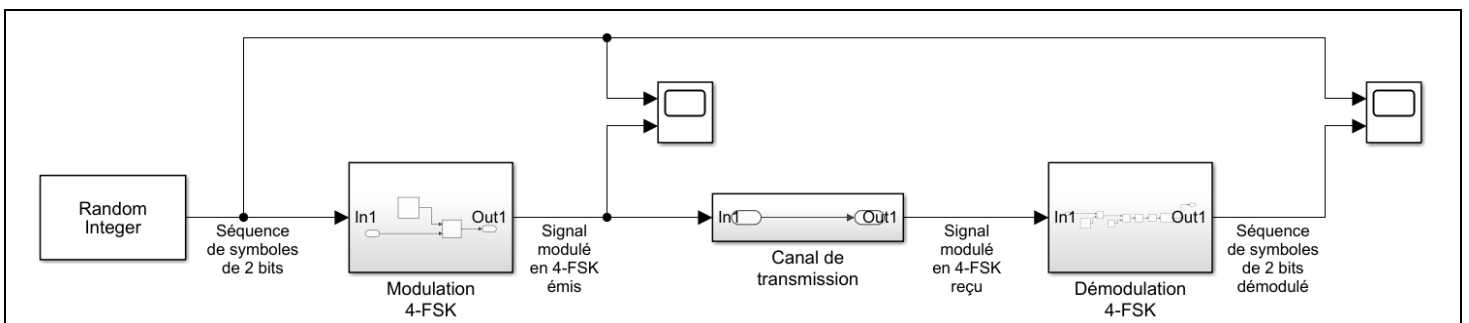 Random
Integer
Séquence
de symboles
de 2 bits
In1
Out1
Modulation
4-FSK
Signal
modulé
en 4-FSK
émis
In1
Out1
Canal de
transmission
Signal
modulé
en 4-FSK
reçu
In1
Out1
Démodulation
4-FSK
Séquence
de symboles
de 2 bits
démodulé